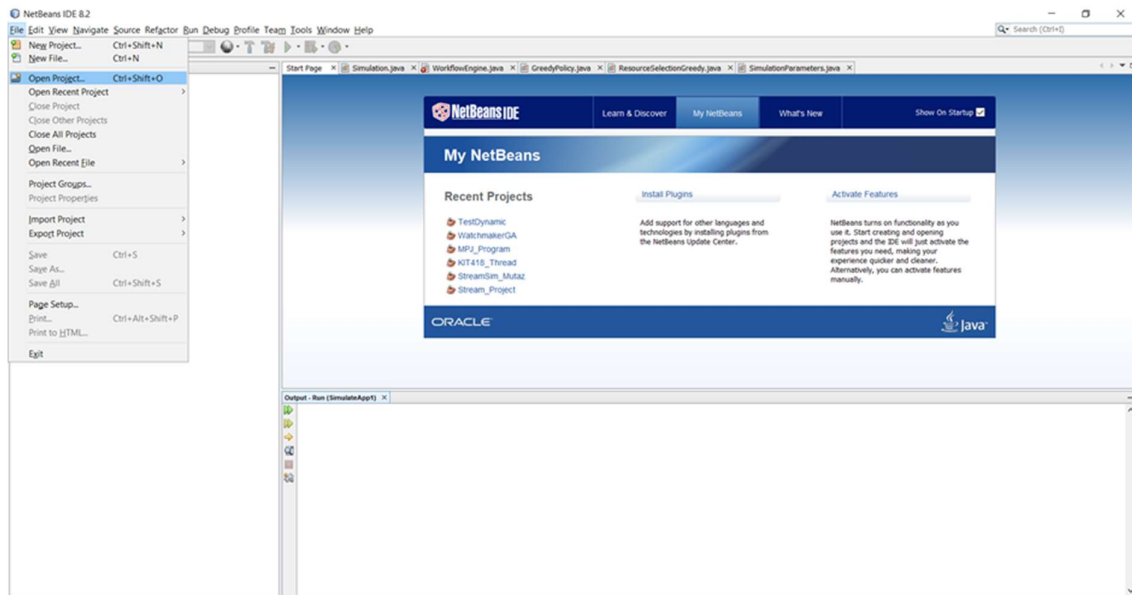 NetBeans IDE 8.2
File Edit View Navigate Source Refactor Run Debug Profile Team Tools Window Help
Search (Ctrl+I)
New Project... Ctrl+Shift+N
New File... Ctrl+N
Open Project... Ctrl+Shift+O
Open Recent Project
Close Project
Close Other Projects
Close All Projects
Open File...
Open Recent File
Project Groups...
Project Properties
Import Project
Export Project
Save Ctrl+S
Save As...
Save All Ctrl+Shift+S
Page Setup...
Print... Ctrl+Alt+Shift+P
Print to HTML...
Exit
Start Page Simulation.java WorkflowEngine.java GreedyPolicy.java ResourceSelectionGreedy.java SimulationParameters.java
NetBeans IDE Learn & Discover My NetBeans What's New Show On Startup
My NetBeans
Recent Projects
TestDynamic
WatchmakerGA
MPJ_Program
KIT418_Thread
StreamSim_Mutaz
Stream_Project
Install Plugins
Add support for other languages and
technologies by installing plugins from
the NetBeans Update Center.
Activate Features
NetBeans turns on functionality as you
use it. Start creating and opening
projects and the IDE will just activate the
features you need, making your
experience quicker and cleaner.
Alternatively, you can activate features
manually.
ORACLE Java
Output - Run (SimulateApp1)